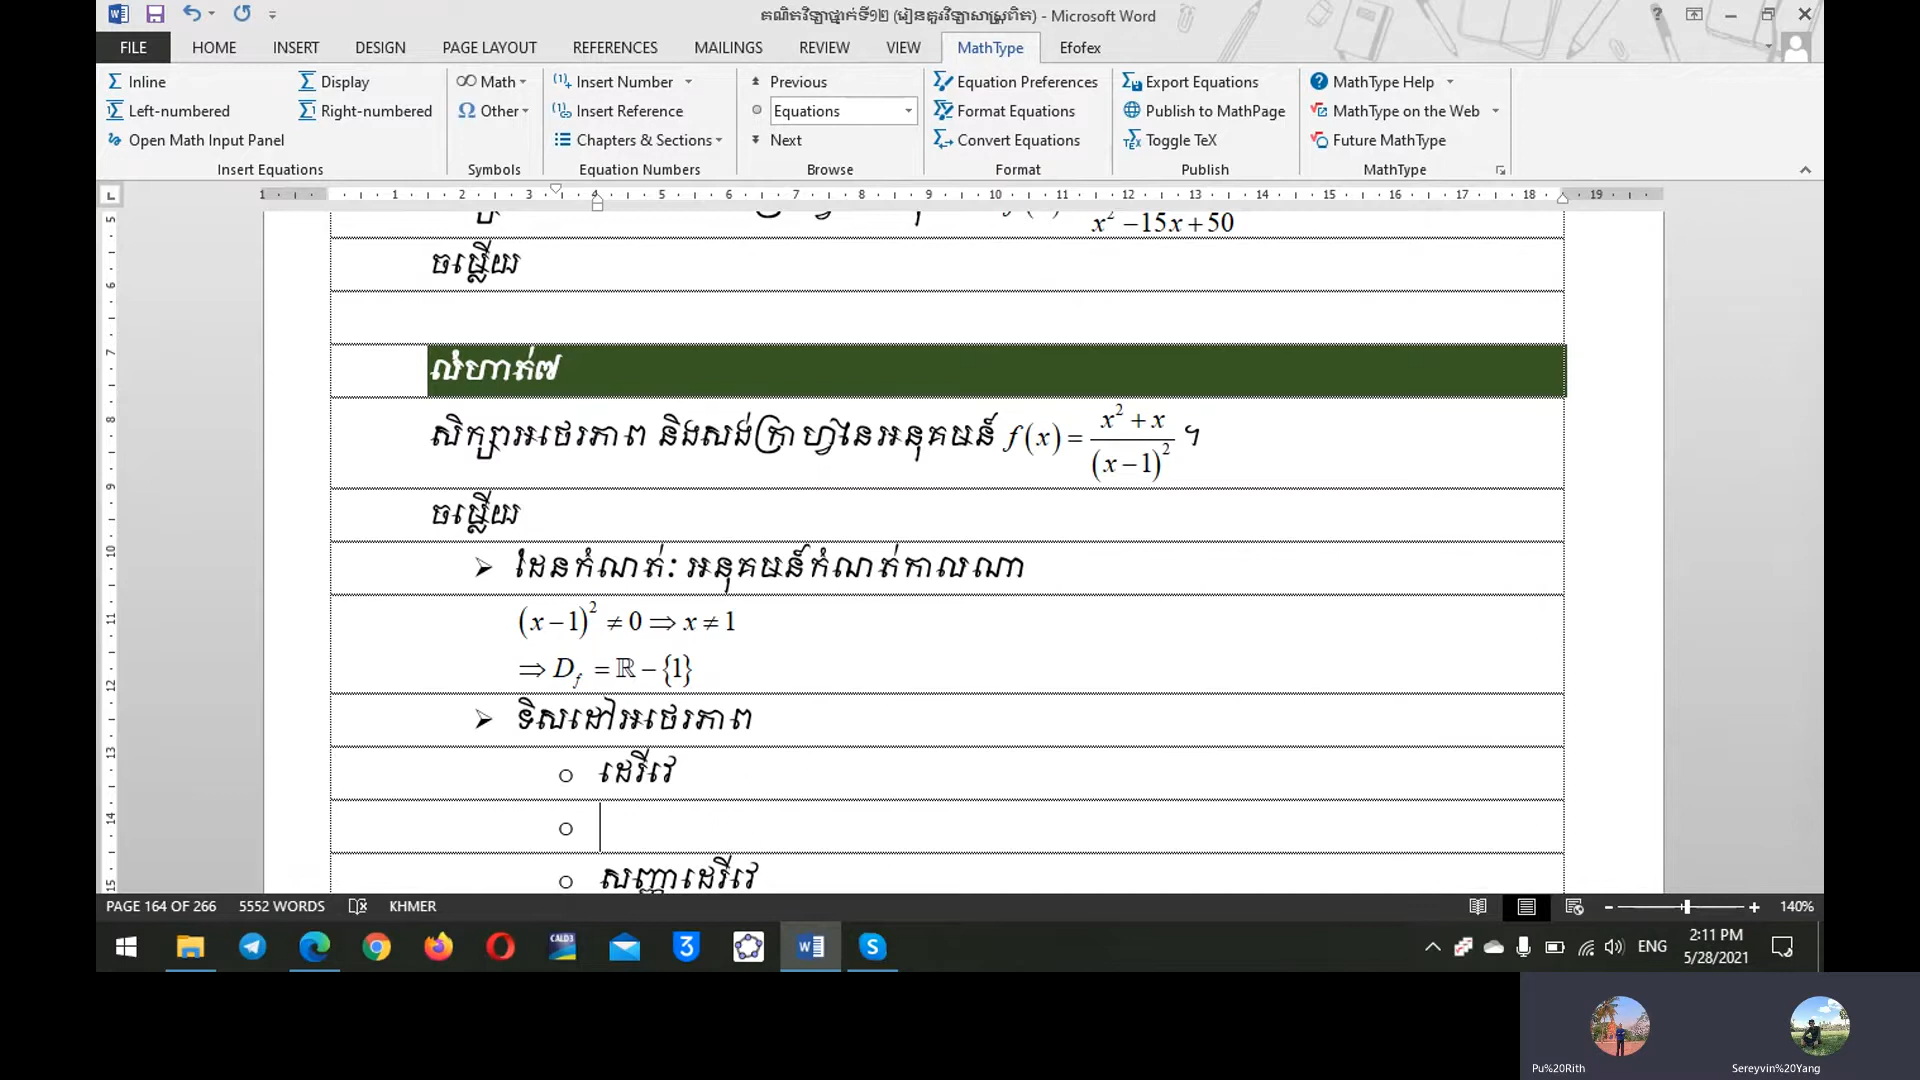 គណិតវិទ្យាថ្នាក់ទី១២ (រៀនគួរវិទ្យាសាស្ត្រពិត) - Microsoft Word
FILE HOME INSERT DESIGN PAGE LAYOUT REFERENCES MAILINGS REVIEW VIEW MathType Efofex
Inline Display Math Insert Number Previous Equation Preferences Export Equations MathType Help
Left-numbered Right-numbered Other Insert Reference Equations Format Equations Publish to MathPage MathType on the Web
Open Math Input Panel Chapters & Sections Next Convert Equations Toggle TeX Future MathType
Insert Equations Symbols Equation Numbers Browse Format Publish MathType
x² −15x+50
ចម្លើយ
លំហាត់៧
សិក្សាអថេរភាព និងសង់ក្រាហ្វនៃអនុគមន៍ f(x) = (x² + x)/(x−1)² ។
ចម្លើយ
➢ ដែនកំណត់: អនុគមន៍កំណត់កាលណា
(x−1)² ≠ 0 ⇒ x ≠ 1
⇒ D_f = ℝ − {1}
➢ ទិសដៅអថេរភាព
o ដេរីវេ
o
o សញ្ញាដេរីវេ
PAGE 164 OF 266 5552 WORDS KHMER 140%
CALD3 ENG 2:11 PM
5/28/2021
Pu%20Rith Sereyvin%20Yang